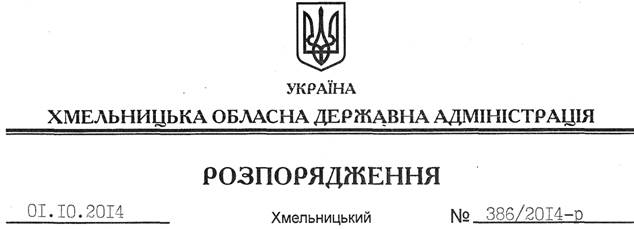 УКРАЇНА
ХМЕЛЬНИЦЬКА ОБЛАСНА ДЕРЖАВНА АДМІНІСТРАЦІЯ
РОЗПОРЯДЖЕННЯ
01.10.2014 Хмельницький № 386/2014-р